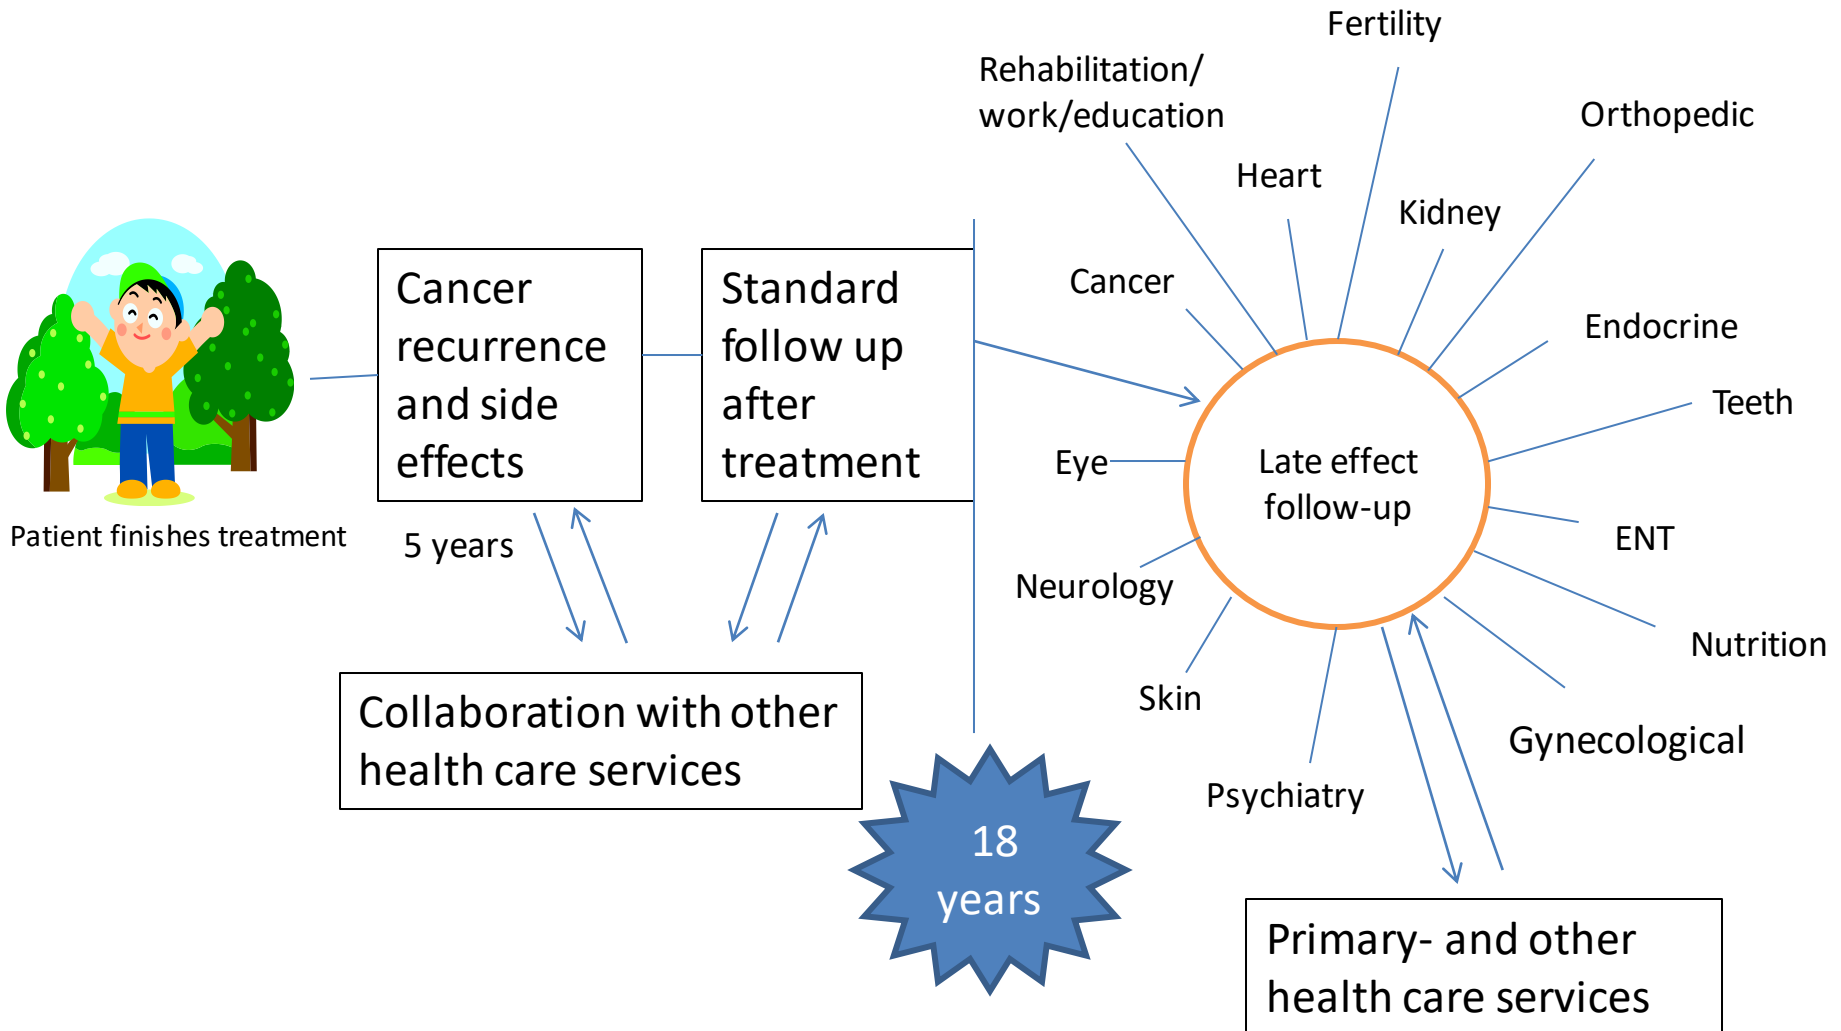 Patient finishes treatment
Cancer
recurrence
and side
effects
5 years
Standard
follow up
after
treatment
Collaboration with other
health care services
18
years
Late effect
follow-up
Rehabilitation/
work/education
Fertility
Heart
Orthopedic
Kidney
Cancer
Endocrine
Teeth
Eye
ENT
Neurology
Nutrition
Skin
Gynecological
Psychiatry
Primary- and other
health care services